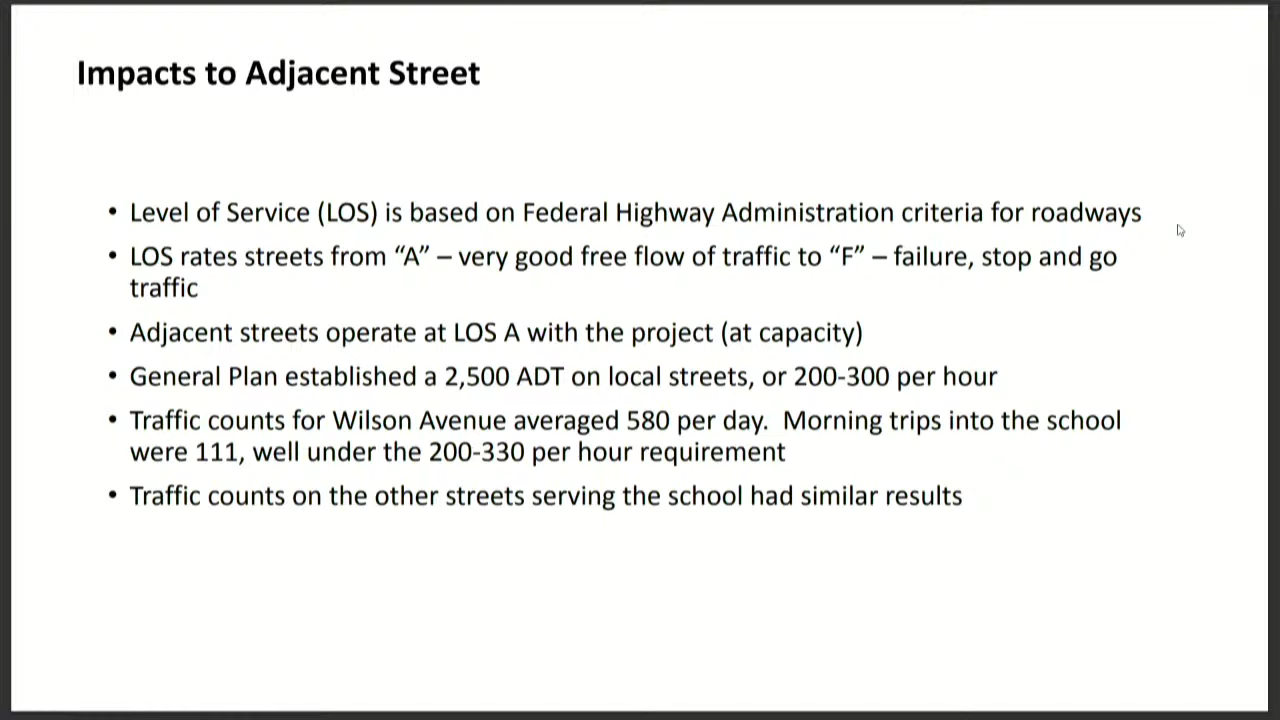 Impacts to Adjacent Street
• Level of Service (LOS) is based on Federal Highway Administration criteria for roadways
• LOS rates streets from “A” – very good free flow of traffic to “F” – failure, stop and go
traffic
• Adjacent streets operate at LOS A with the project (at capacity)
• General Plan established a 2,500 ADT on local streets, or 200-300 per hour
• Traffic counts for Wilson Avenue averaged 580 per day.  Morning trips into the school
were 111, well under the 200-330 per hour requirement
• Traffic counts on the other streets serving the school had similar results